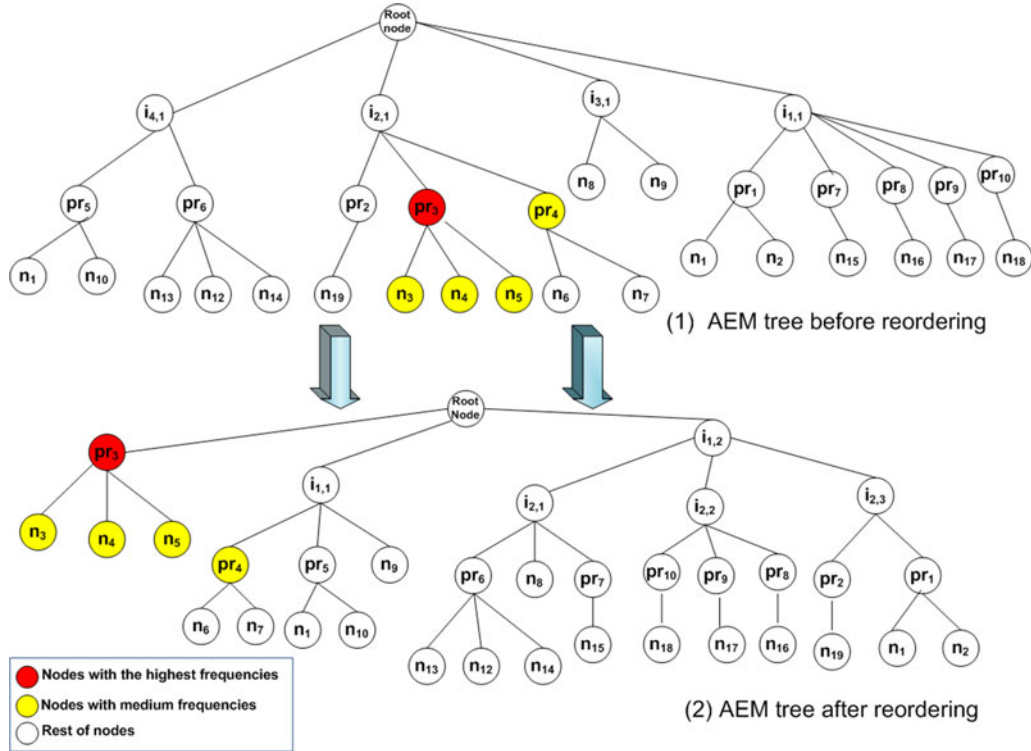 Root
node
i4,1
i2,1
i3,1
i1,1
pr5
pr6
pr2
pr3
pr4
n8
n9
pr1
pr7
pr8
pr9
pr10
n1
n10
n13
n12
n14
n19
n3
n4
n5
n6
n7
n1
n2
n15
n16
n17
n18
(1) AEM tree before reordering
Root
Node
pr3
i1,1
i1,2
n3
n4
n5
i2,1
i2,2
i2,3
pr4
pr5
n9
pr6
n8
pr7
pr10
pr9
pr8
pr2
pr1
n6
n7
n1
n10
n13
n12
n14
n15
n18
n17
n16
n19
n1
n2
Nodes with the highest frequencies
Nodes with medium frequencies
Rest of nodes
(2) AEM tree after reordering